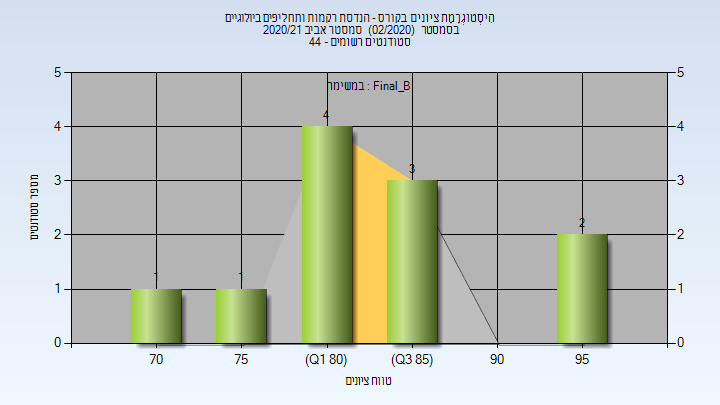 היסטוגרמת ציונים בקורס - הנדסת רקמות ותחליפים ביולוגיים
בסמסטר (02/2020) סמסטר אביב 2020/21
סטודנטים רשומים - 44
במשימה : Final_B
מספר סטודנטים
5 5
4 4
3 3
2 2
1 1
0 0
1 1 4 3 2
70 75 (Q1 80) (Q3 85) 90 95
טווח ציונים